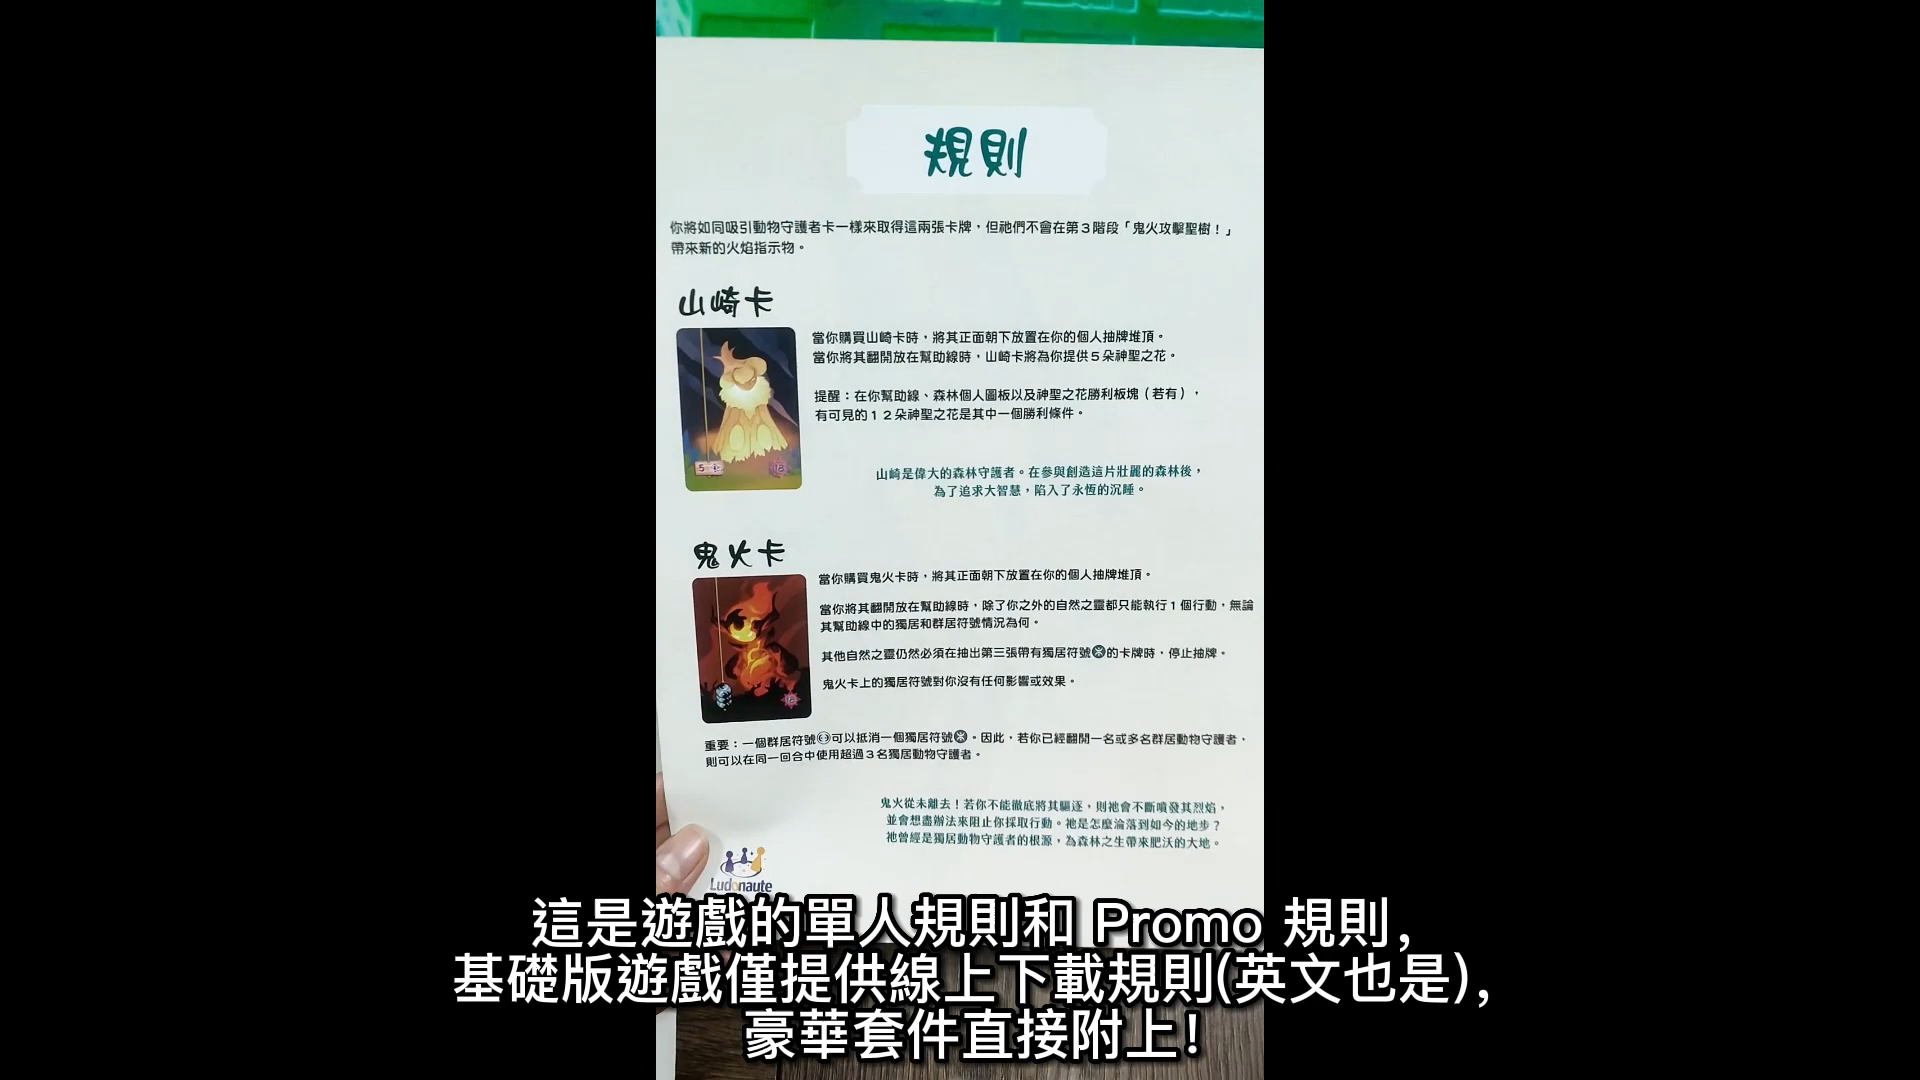 規則
你將如同吸引動物守護者卡一樣來取得這兩張卡牌，但祂們不會在第3階段「鬼火攻擊聖樹！」
帶來新的火焰指示物。
山崎卡
當你購買山崎卡時，將其正面朝下放置在你的個人抽牌堆頂。
當你將其翻開放在幫助線時，山崎卡將為你提供5朵神聖之花。
提醒：在你幫助線、森林個人圖板以及神聖之花勝利板塊（若有），
有可見的12朵神聖之花是其中一個勝利條件。
5
山崎是偉大的森林守護者。在參與創造這片壯麗的森林後，
為了追求大智慧，陷入了永恆的沉睡。
鬼火卡
當你購買鬼火卡時，將其正面朝下放置在你的個人抽牌堆頂。
當你將其翻開放在幫助線時，除了你之外的自然之靈都只能執行1個行動，無論
其幫助線中的獨居和群居符號情況為何。
其他自然之靈仍然必須在抽出第三張帶有獨居符號的卡牌時，停止抽牌。
鬼火卡上的獨居符號對你沒有任何影響或效果。
重要：一個群居符號可以抵消一個獨居符號。因此，若你已經翻開一名或多名群居動物守護者，
則可以在同一回合中使用超過3名獨居動物守護者。
鬼火從未離去！若你不能徹底將其驅逐，則祂會不斷噴發其烈焰，
並會想盡辦法來阻止你採取行動。祂是怎麼淪落到如今的地步？
祂曾經是獨居動物守護者的根源，為森林之生帶來肥沃的大地。
Ludonaute
這是遊戲的單人規則和 Promo 規則，
基礎版遊戲僅提供線上下載規則(英文也是)，
豪華套件直接附上！